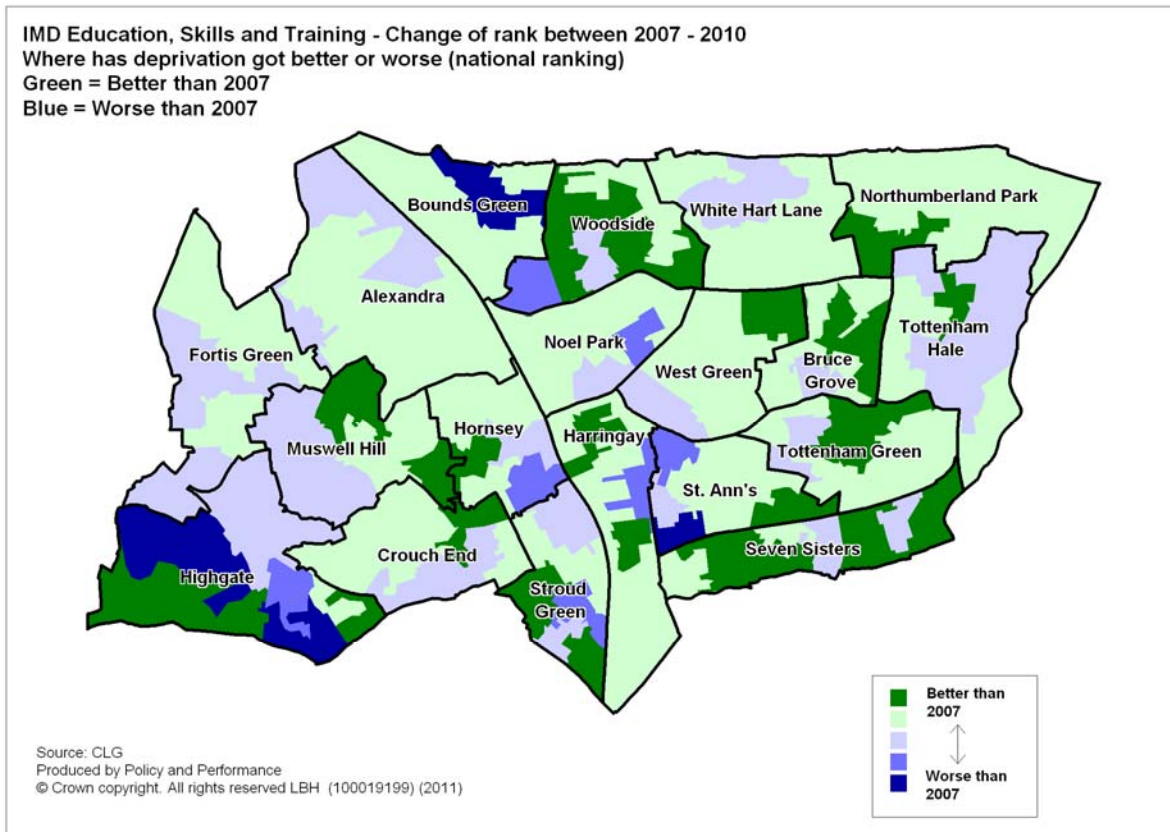 IMD Education, Skills and Training - Change of rank between 2007 - 2010
Where has deprivation got better or worse (national ranking)
Green = Better than 2007
Blue = Worse than 2007
Bounds Green
Woodside
White Hart Lane
Northumberland Park
Alexandra
Fortis Green
Noel Park
West Green
Bruce
Grove
Tottenham
Hale
Muswell Hill
Hornsey
Harringay
Tottenham Green
St. Ann's
Crouch End
Seven Sisters
Highgate
Stroud
Green
Better than
2007
Worse than
2007
Source: CLG
Produced by Policy and Performance
© Crown copyright. All rights reserved LBH (100019199) (2011)